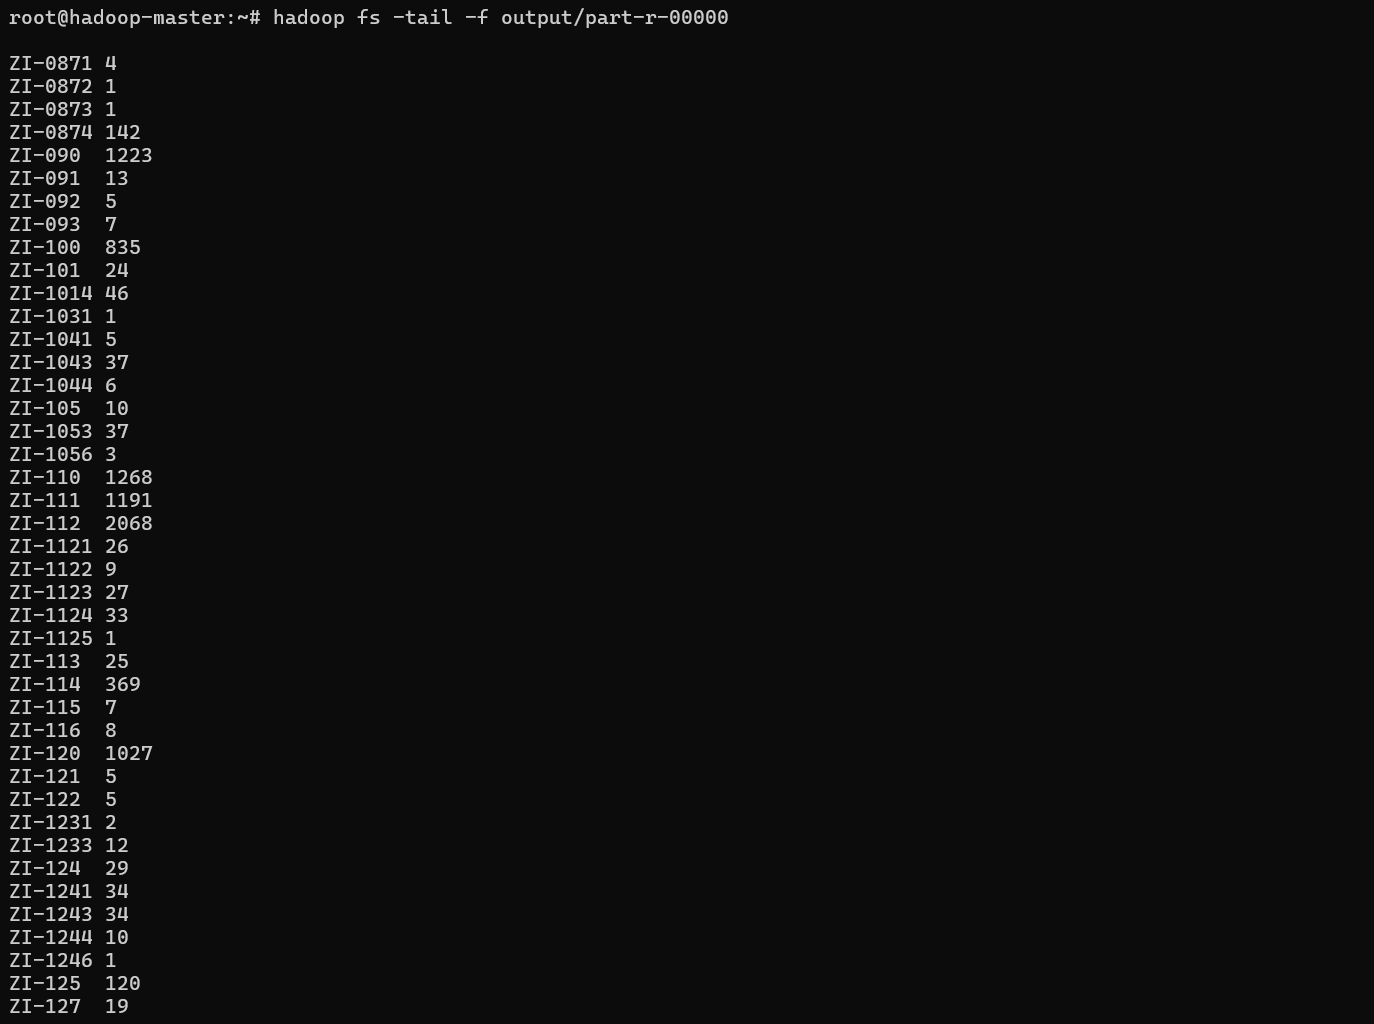 root@hadoop-master:~# hadoop fs -tail -f output/part-r-00000
ZI-0871 4
ZI-0872 1
ZI-0873 1
ZI-0874 142
ZI-090  1223
ZI-091  13
ZI-092  5
ZI-093  7
ZI-100  835
ZI-101  24
ZI-1014 46
ZI-1031 1
ZI-1041 5
ZI-1043 37
ZI-1044 6
ZI-105  10
ZI-1053 37
ZI-1056 3
ZI-110  1268
ZI-111  1191
ZI-112  2068
ZI-1121 26
ZI-1122 9
ZI-1123 27
ZI-1124 33
ZI-1125 1
ZI-113  25
ZI-114  369
ZI-115  7
ZI-116  8
ZI-120  1027
ZI-121  5
ZI-122  5
ZI-1231 2
ZI-1233 12
ZI-124  29
ZI-1241 34
ZI-1243 34
ZI-1244 10
ZI-1246 1
ZI-125  120
ZI-127  19